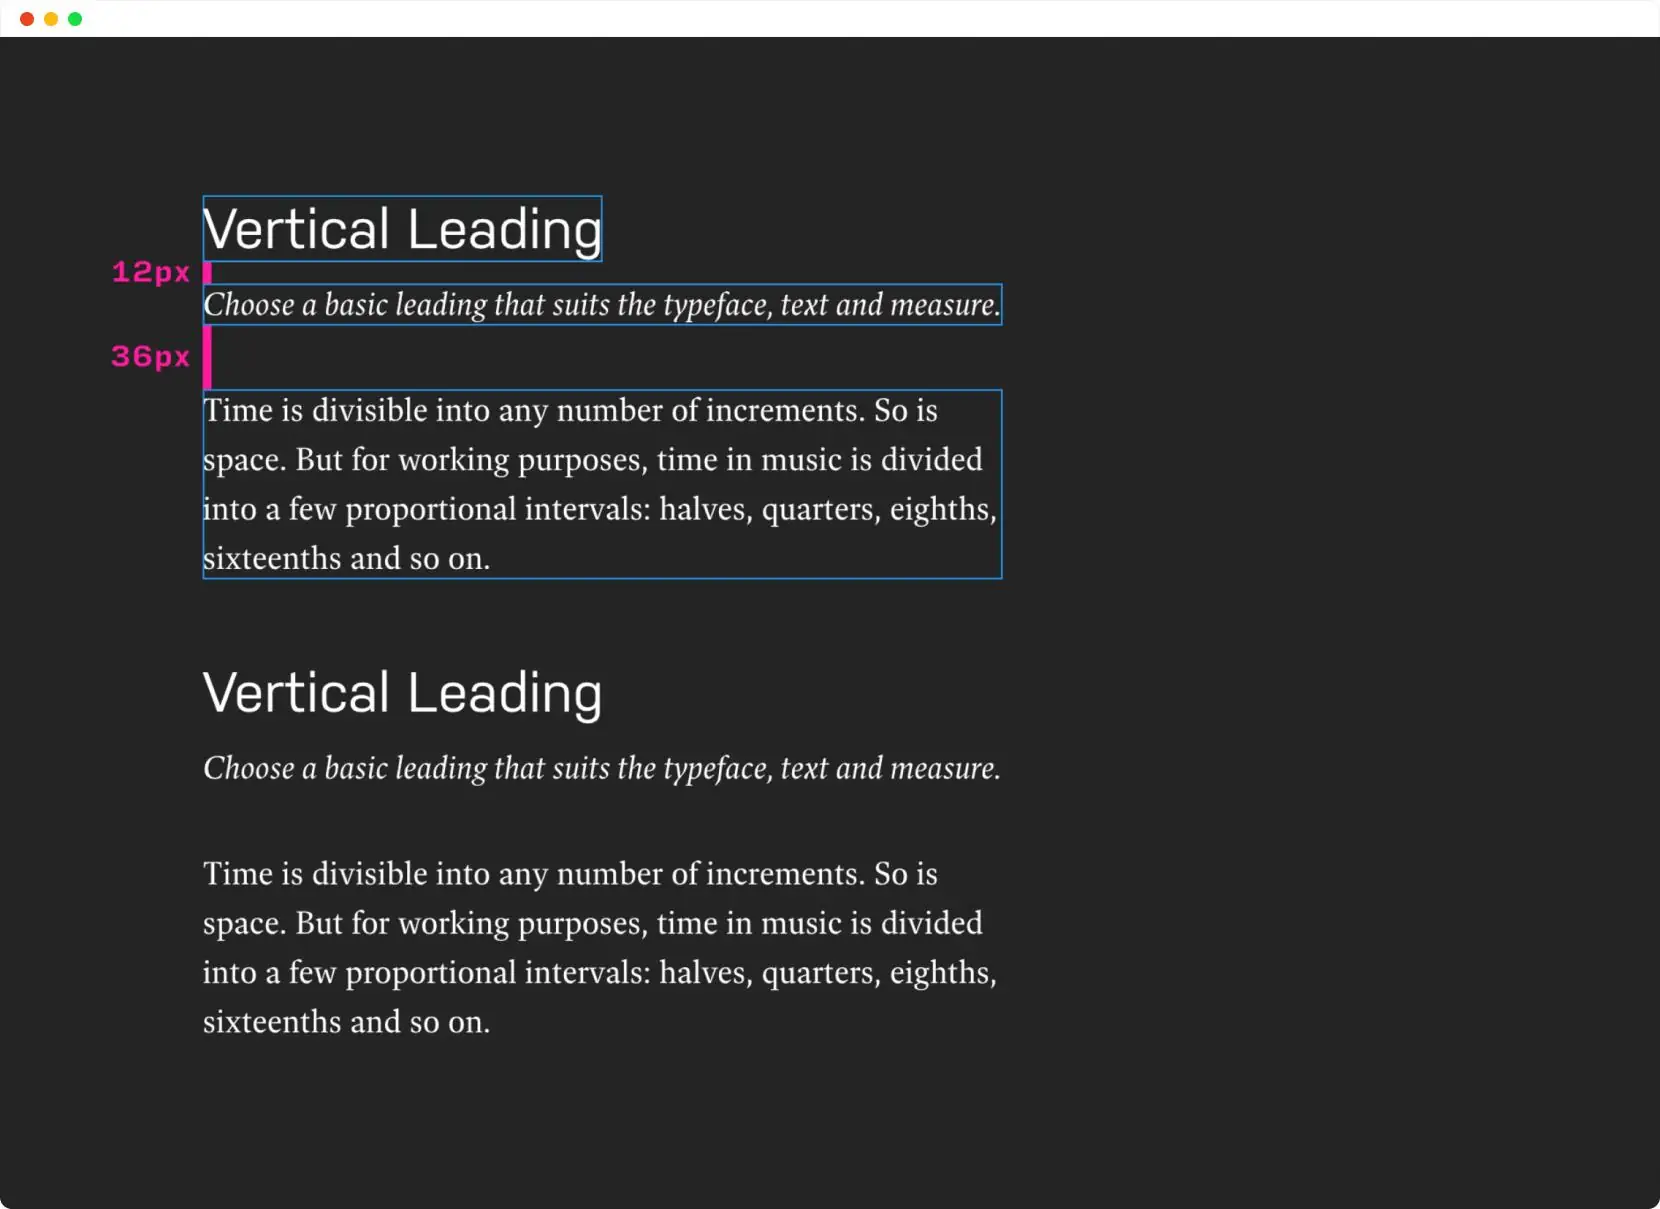 Vertical Leading
12px
Choose a basic leading that suits the typeface, text and measure.
36px
Time is divisible into any number of increments. So is
space. But for working purposes, time in music is divided
into a few proportional intervals: halves, quarters, eighths,
sixteenths and so on.
Vertical Leading
Choose a basic leading that suits the typeface, text and measure.
Time is divisible into any number of increments. So is
space. But for working purposes, time in music is divided
into a few proportional intervals: halves, quarters, eighths,
sixteenths and so on.